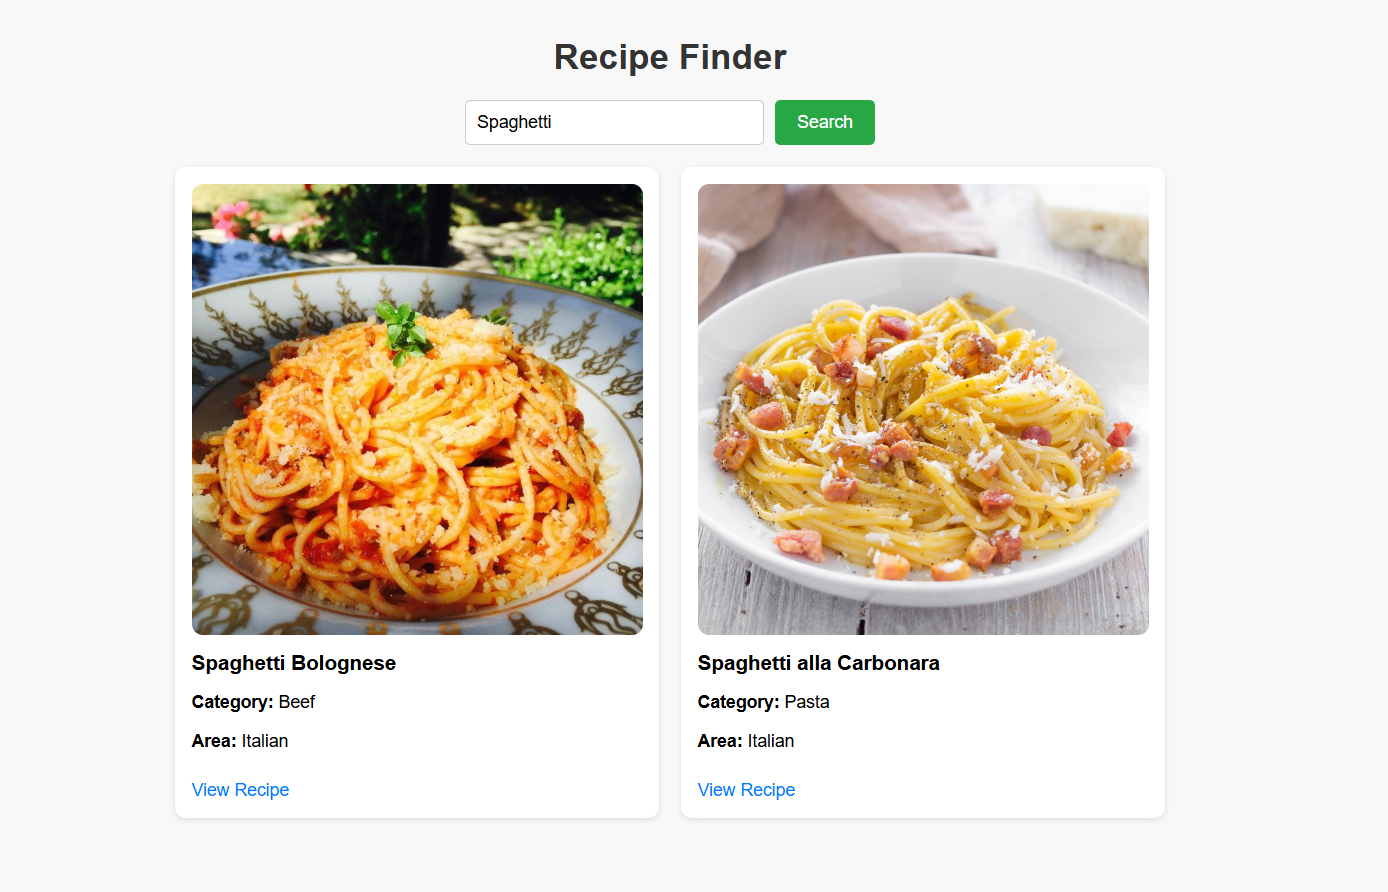 Recipe Finder
Spaghetti
Search
Spaghetti Bolognese
Category: Beef
Area: Italian
View Recipe
Spaghetti alla Carbonara
Category: Pasta
Area: Italian
View Recipe